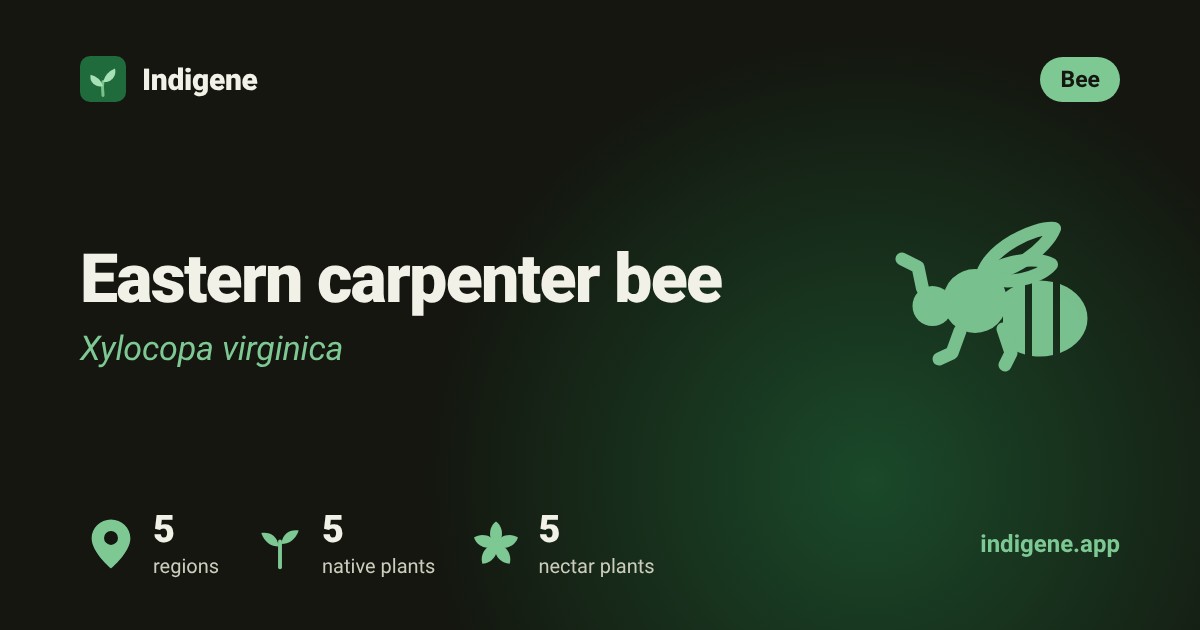 Indigene
Bee
Eastern carpenter bee
Xylocopa virginica
5
regions
5
native plants
5
nectar plants
indigene.app